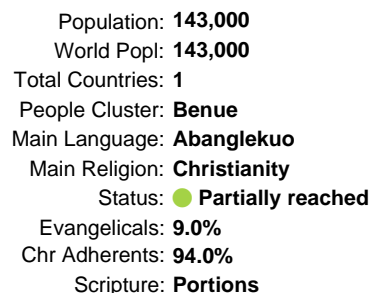 Population: 143,000
World Popl: 143,000
Total Countries: 1
People Cluster: Benue
Main Language: Abanglekuo
Main Religion: Christianity
Status: Partially reached
Evangelicals: 9.0%
Chr Adherents: 94.0%
Scripture: Portions